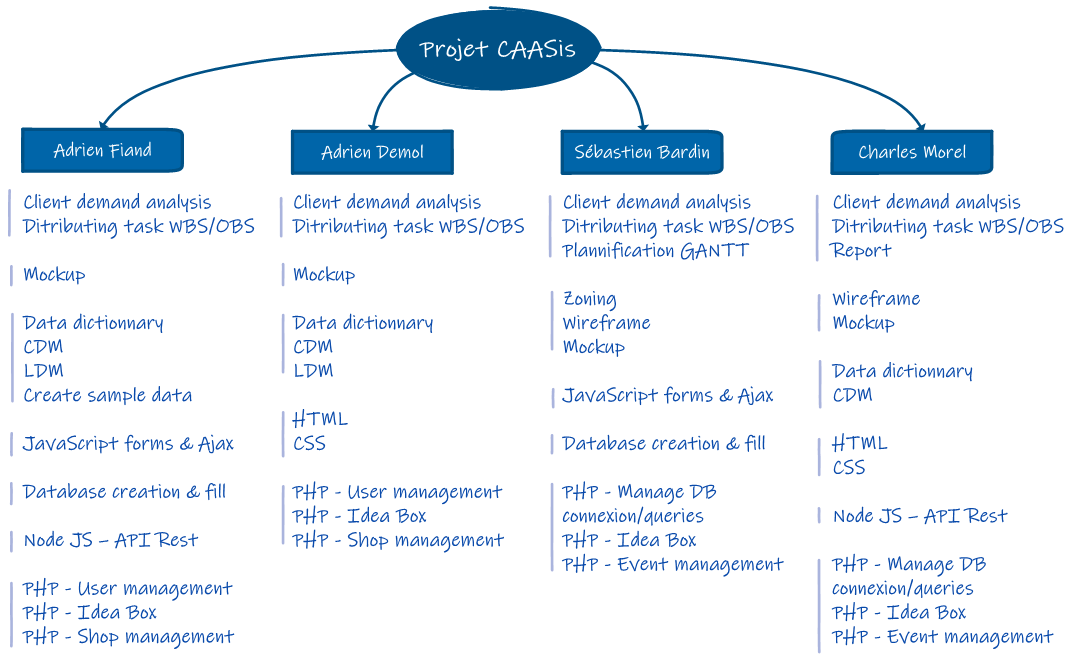 Projet CAASis
Adrien Fiand
Client demand analysis
Ditributing task WBS/OBS
Mockup
Data dictionnary
CDM
LDM
Create sample data
JavaScript forms & Ajax
Database creation & fill
Node JS – API Rest
PHP - User management
PHP - Idea Box
PHP - Shop management
Adrien Demol
Client demand analysis
Ditributing task WBS/OBS
Mockup
Data dictionnary
CDM
LDM
HTML
CSS
PHP - User management
PHP - Idea Box
PHP - Shop management
Sébastien Bardin
Client demand analysis
Ditributing task WBS/OBS
Plannification GANTT
Zoning
Wireframe
Mockup
JavaScript forms & Ajax
Database creation & fill
PHP - Manage DB
connexion/queries
PHP - Idea Box
PHP - Event management
Charles Morel
Client demand analysis
Ditributing task WBS/OBS
Report
Wireframe
Mockup
Data dictionnary
CDM
HTML
CSS
Node JS – API Rest
PHP - Manage DB
connexion/queries
PHP - Idea Box
PHP - Event management